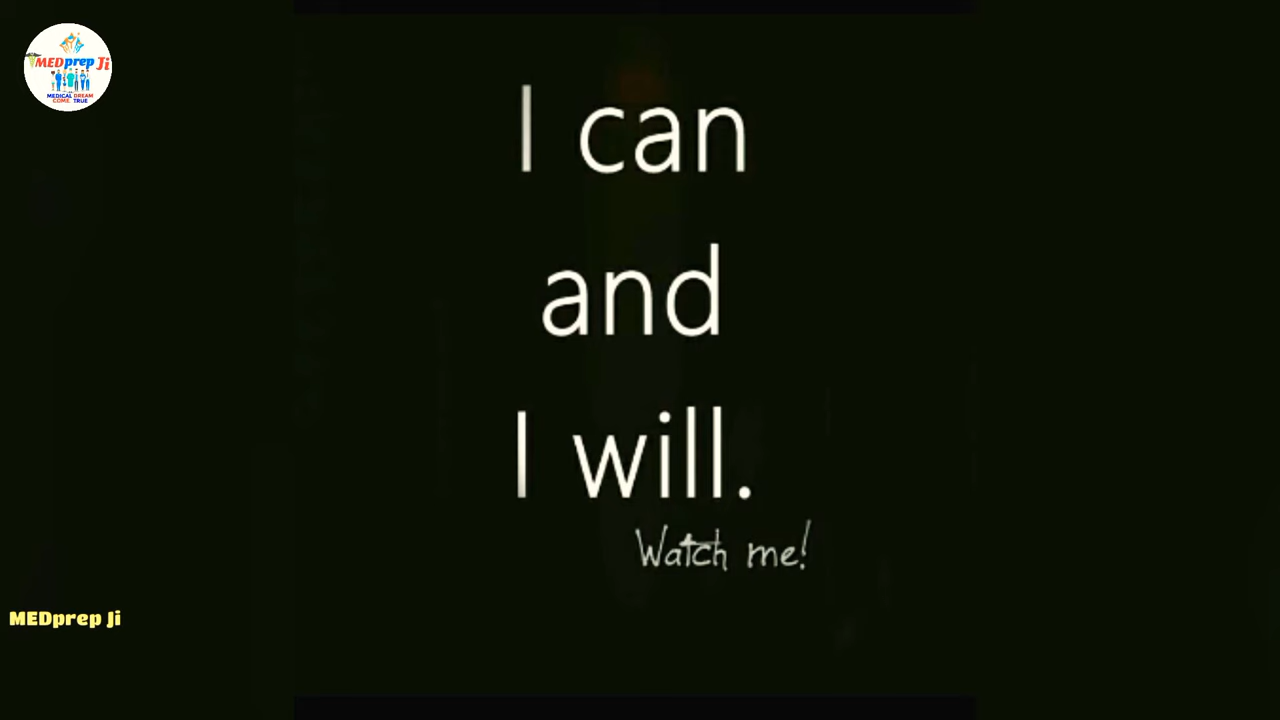 MEDprep Ji
MEDICAL DREAM
COME TRUE
I can
and
I will.
Watch me!
MEDprep Ji